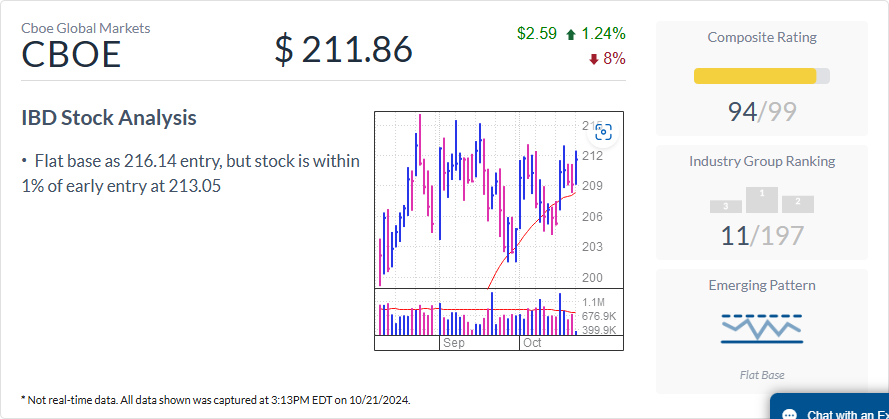 Cboe Global Markets
CBOE
$ 211.86
$2.59 1.24%
8%
IBD Stock Analysis
• Flat base as 216.14 entry, but stock is within
1% of early entry at 213.05
215
212
209
206
203
200
1.1M
676.9K
399.9K
Sep Oct
Composite Rating
94/99
Industry Group Ranking
3 1 2
11/197
Emerging Pattern
Flat Base
* Not real-time data. All data shown was captured at 3:13PM EDT on 10/21/2024.
Chat with an Ex